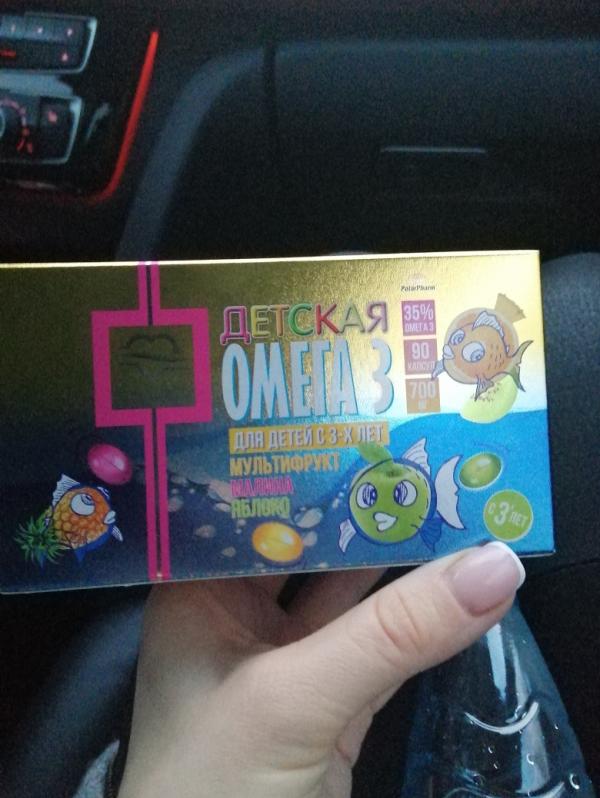 PolarPharm
ДЕТСКАЯ
ОМЕГА 3
35%
ОМЕГА 3
90
КАПСУЛ
700
МГ
ДЛЯ ДЕТЕЙ С 3-Х ЛЕТ
МУЛЬТИФРУКТ
МАЛИНА
ЯБЛОКО
С 3 ЛЕТ